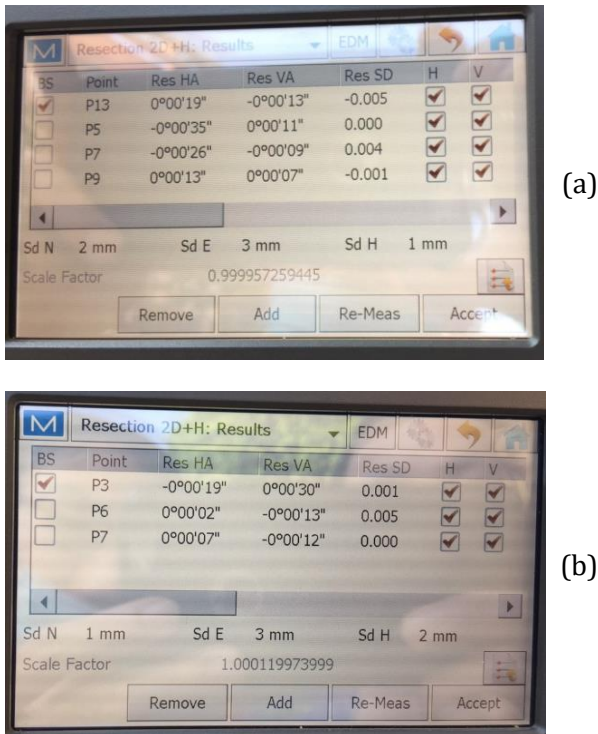 M Resection 2D+H: Results EDM
BS Point Res HA Res VA Res SD H V
P13 0°00'19" -0°00'13" -0.005
P5 -0°00'35" 0°00'11" 0.000
P7 -0°00'26" -0°00'09" 0.004
P9 0°00'13" 0°00'07" -0.001
Sd N 2 mm Sd E 3 mm Sd H 1 mm
Scale Factor 0.999957259445
Remove Add Re-Meas Accept
(a)
M Resection 2D+H: Results EDM
BS Point Res HA Res VA Res SD H V
P3 -0°00'19" 0°00'30" 0.001
P6 0°00'02" -0°00'13" 0.005
P7 0°00'07" -0°00'12" 0.000
Sd N 1 mm Sd E 3 mm Sd H 2 mm
Scale Factor 1.000119973999
Remove Add Re-Meas Accept
(b)